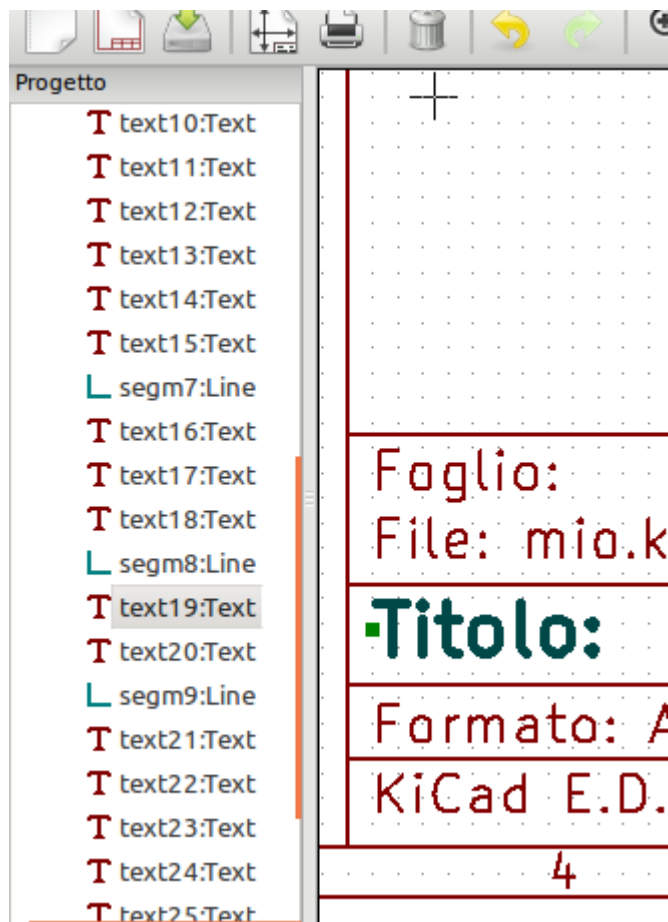 Progetto
text10:Text
text11:Text
text12:Text
text13:Text
text14:Text
text15:Text
segm7:Line
text16:Text
text17:Text
text18:Text
segm8:Line
text19:Text
text20:Text
segm9:Line
text21:Text
text22:Text
text23:Text
text24:Text
text25:Text
Foglio:
File: mio.k
Titolo:
Formato: A
KiCad E.D.
4